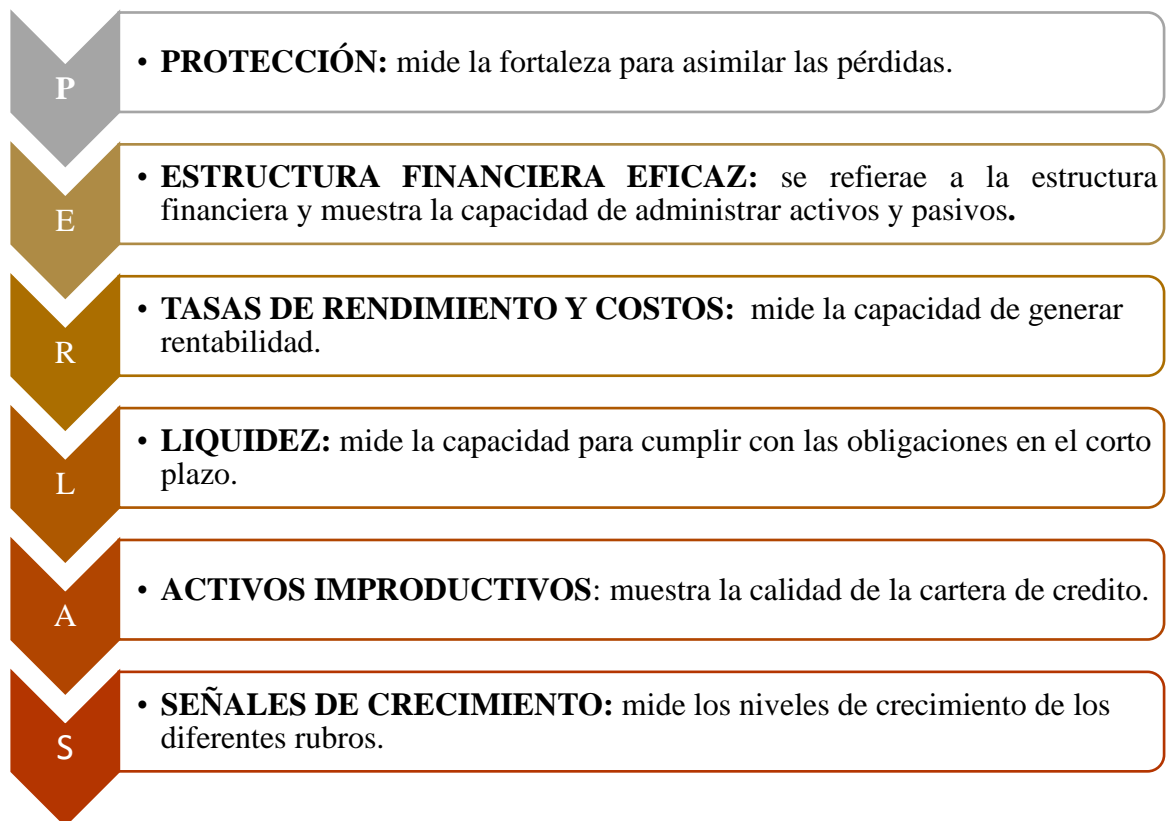 P
• PROTECCIÓN: mide la fortaleza para asimilar las pérdidas.
E
• ESTRUCTURA FINANCIERA EFICAZ: se refierae a la estructura
financiera y muestra la capacidad de administrar activos y pasivos.
R
• TASAS DE RENDIMIENTO Y COSTOS: mide la capacidad de generar
rentabilidad.
L
• LIQUIDEZ: mide la capacidad para cumplir con las obligaciones en el corto
plazo.
A
• ACTIVOS IMPRODUCTIVOS: muestra la calidad de la cartera de credito.
S
• SEÑALES DE CRECIMIENTO: mide los niveles de crecimiento de los
diferentes rubros.